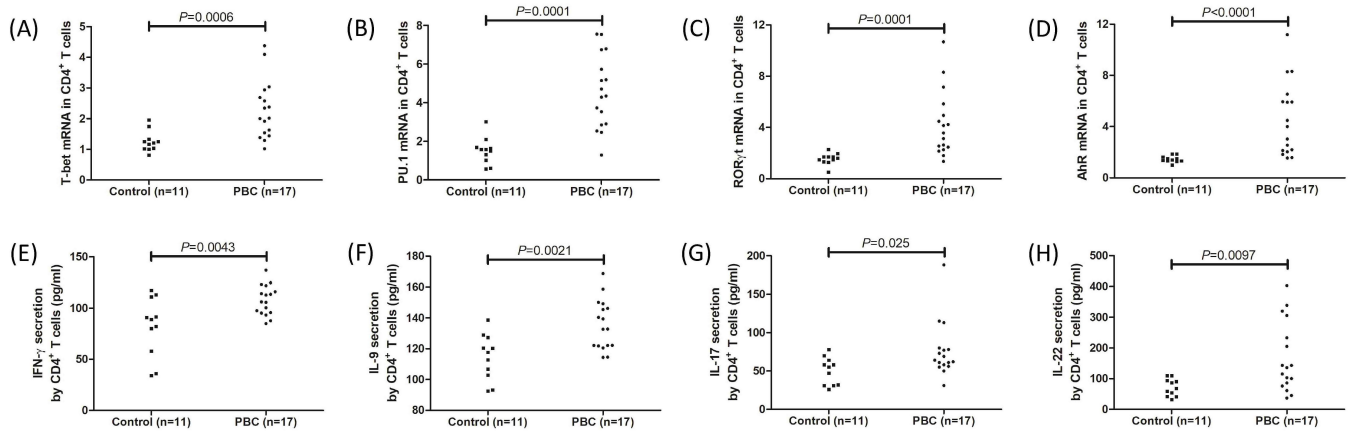 (A)
P=0.0006
T-bet mRNA in CD4+ T cells
5
4
3
2
1
0
Control (n=11)
PBC (n=17)
(B)
P=0.0001
PU.1 mRNA in CD4+ T cells
8
6
4
2
0
Control (n=11)
PBC (n=17)
(C)
P=0.0001
RORγt mRNA in CD4+ T cells
12
8
4
0
Control (n=11)
PBC (n=17)
(D)
P<0.0001
AhR mRNA in CD4+ T cells
12
8
4
0
Control (n=11)
PBC (n=17)
(E)
P=0.0043
IFN-γ secretion
by CD4+ T cells (pg/ml)
150
100
50
0
Control (n=11)
PBC (n=17)
(F)
P=0.0021
IL-9 secretion
by CD4+ T cells (pg/ml)
180
160
140
120
100
80
Control (n=11)
PBC (n=17)
(G)
P=0.025
IL-17 secretion
by CD4+ T cells (pg/ml)
200
150
100
50
0
Control (n=11)
PBC (n=17)
(H)
P=0.0097
IL-22 secretion
by CD4+ T cells (pg/ml)
500
400
300
200
100
0
Control (n=11)
PBC (n=17)